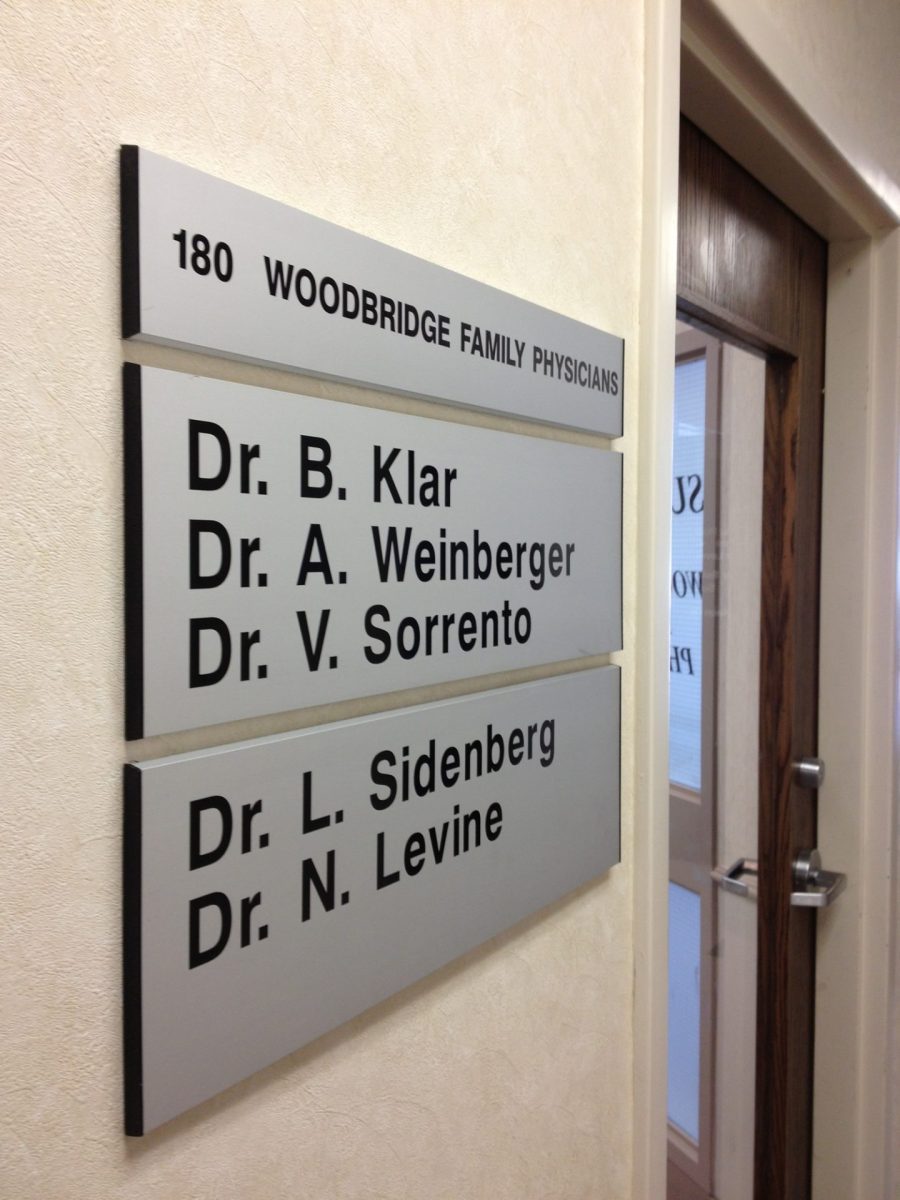 180 WOODBRIDGE FAMILY PHYSICIANS
Dr. B. Klar
Dr. A. Weinberger
Dr. V. Sorrento
Dr. L. Sidenberg
Dr. N. Levine